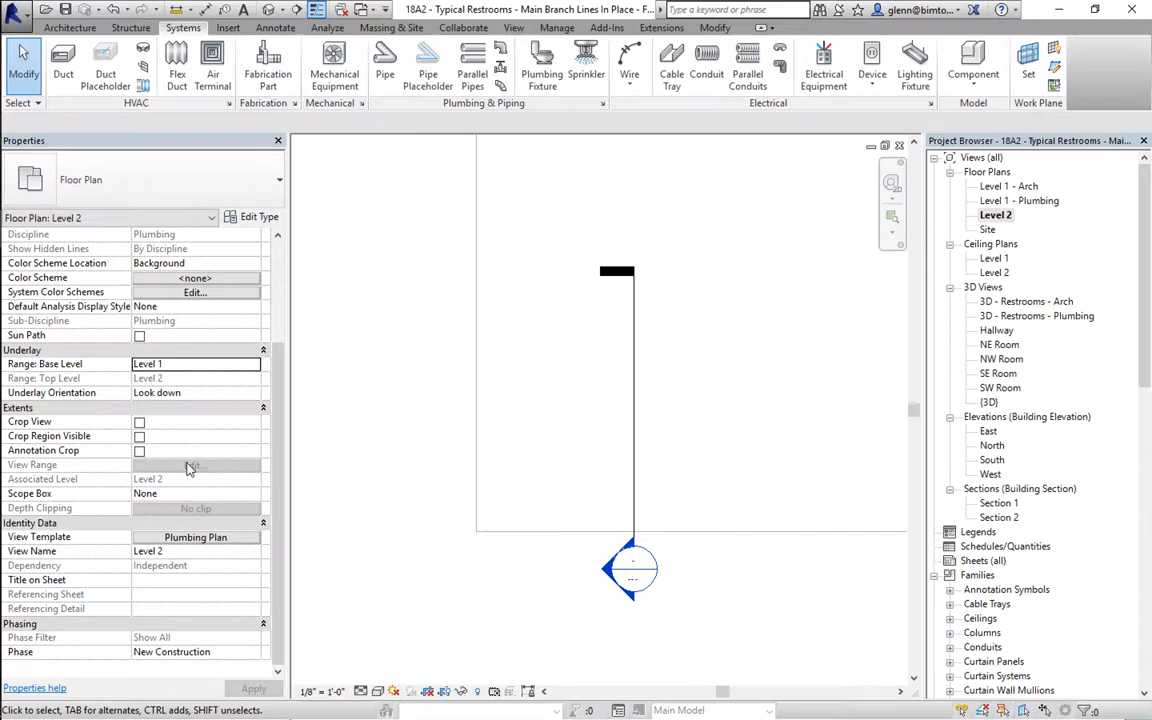 18A2 - Typical Restrooms - Main Branch Lines In Place - F...
Type a keyword or phrase
glenn@bimto...
File Architecture Structure Systems Insert Annotate Analyze Massing & Site Collaborate View Manage Add-Ins Extensions Modify
Modify
Duct
Duct Placeholder
Flex Duct
Air Terminal
Fabrication Part
Mechanical Equipment
Pipe
Pipe Placeholder
Parallel Pipes
Plumbing Fixture
Sprinkler
Wire
Cable Tray
Conduit
Parallel Conduits
Electrical Equipment
Device
Lighting Fixture
Component
Set
Select HVAC Fabrication Mechanical Plumbing & Piping Electrical Model Work Plane
Properties
Floor Plan
Floor Plan: Level 2 Edit Type
Discipline Plumbing
Show Hidden Lines By Discipline
Color Scheme Location Background
Color Scheme <none>
System Color Schemes Edit...
Default Analysis Display Style None
Sub-Discipline Plumbing
Sun Path
Underlay
Range: Base Level Level 1
Range: Top Level Level 2
Underlay Orientation Look down
Extents
Crop View
Crop Region Visible
Annotation Crop
View Range
Associated Level Level 2
Scope Box None
Depth Clipping No clip
Identity Data
View Template Plumbing Plan
View Name Level 2
Dependency Independent
Title on Sheet
Referencing Sheet
Referencing Detail
Phasing
Phase Filter Show All
Phase New Construction
Properties help Apply
Project Browser - 18A2 - Typical Restrooms - Mai...
Views (all)
Floor Plans
Level 1 - Arch
Level 1 - Plumbing
Level 2
Site
Ceiling Plans
Level 1
Level 2
3D Views
3D - Restrooms - Arch
3D - Restrooms - Plumbing
Hallway
NE Room
NW Room
SE Room
SW Room
{3D}
Elevations (Building Elevation)
East
North
South
West
Sections (Building Section)
Section 1
Section 2
Legends
Schedules/Quantities
Sheets (all)
Families
Annotation Symbols
Cable Trays
Ceilings
Columns
Conduits
Curtain Panels
Curtain Systems
Curtain Wall Mullions
1/8" = 1'-0"
Click to select, TAB for alternates, CTRL adds, SHIFT unselects.
:0
Main Model
:0